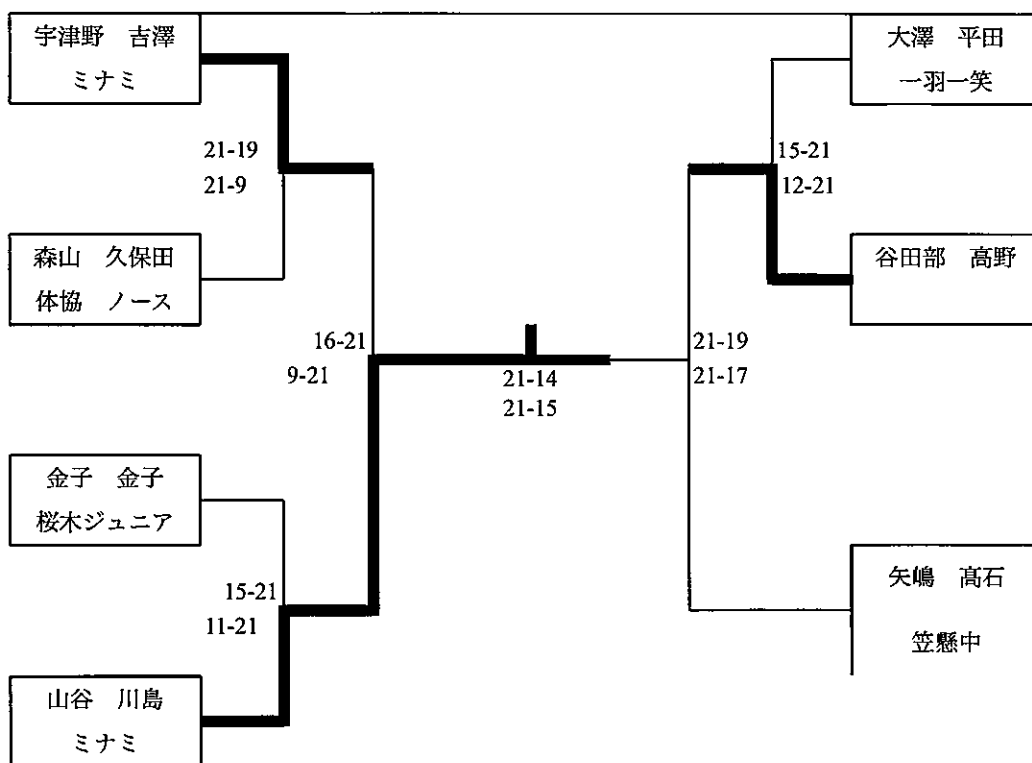 宇津野　吉澤
ミナミ
21-19
21-9
森山　久保田
体協　ノース
16-21
9-21
金子　金子
桜木ジュニア
15-21
11-21
山谷　川島
ミナミ
21-14
21-15
大澤　平田
一羽一笑
15-21
12-21
谷田部　高野
21-19
21-17
矢嶋　髙石
笠懸中